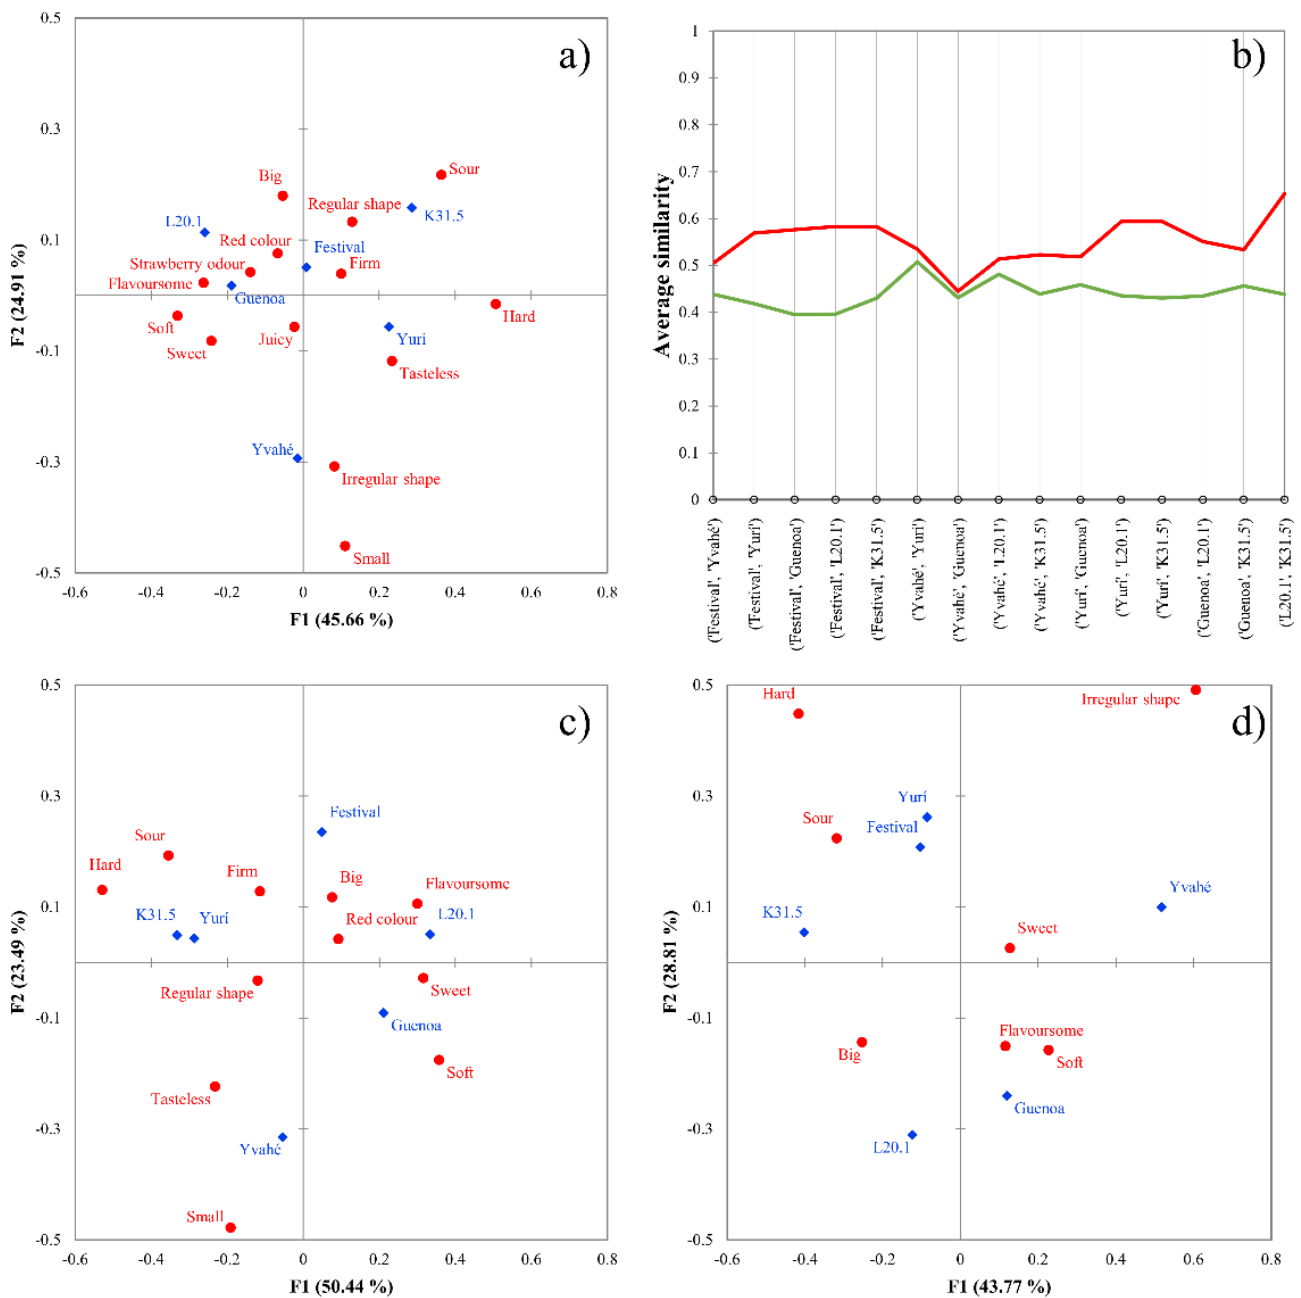 a)
0.5
0.3
0.1
-0.1
-0.3
-0.5
F2 (24.91 %)
Big
Sour
Regular shape
K31.5
L20.1
Red colour
Festival
Strawberry odour
Firm
Flavoursome
Guenoa
Hard
Soft
Juicy
Yurí
Sweet
Tasteless
Yvahé
Irregular shape
Small
-0.6
-0.4
-0.2
0
0.2
0.4
0.6
0.8
F1 (45.66 %)
b)
1
0.9
0.8
0.7
0.6
0.5
0.4
0.3
0.2
0.1
0
Average similarity
('Festival', 'Yvahé')
('Festival', 'Yurí')
('Festival', 'Guenoa')
('Festival', 'L20.1')
('Festival', 'K31.5')
('Yvahé', 'Yurí')
('Yvahé', 'Guenoa')
('Yvahé', 'L20.1')
('Yvahé', 'K31.5')
('Yurí', 'Guenoa')
('Yurí', 'L20.1')
('Yurí', 'K31.5')
('Guenoa', 'L20.1')
('Guenoa', 'K31.5')
('L20.1', 'K31.5')
c)
0.5
0.3
0.1
-0.1
-0.3
-0.5
F2 (23.49 %)
Festival
Sour
Hard
Firm
Big
Flavoursome
K31.5
Yurí
Red colour
L20.1
Regular shape
Sweet
Guenoa
Soft
Tasteless
Yvahé
Small
-0.6
-0.4
-0.2
0
0.2
0.4
0.6
0.8
F1 (50.44 %)
d)
0.5
0.3
0.1
-0.1
-0.3
-0.5
F2 (28.81 %)
Hard
Irregular shape
Yurí
Sour
Festival
Yvahé
K31.5
Sweet
Flavoursome
Big
Soft
Guenoa
L20.1
-0.6
-0.4
-0.2
0
0.2
0.4
0.6
0.8
F1 (43.77 %)